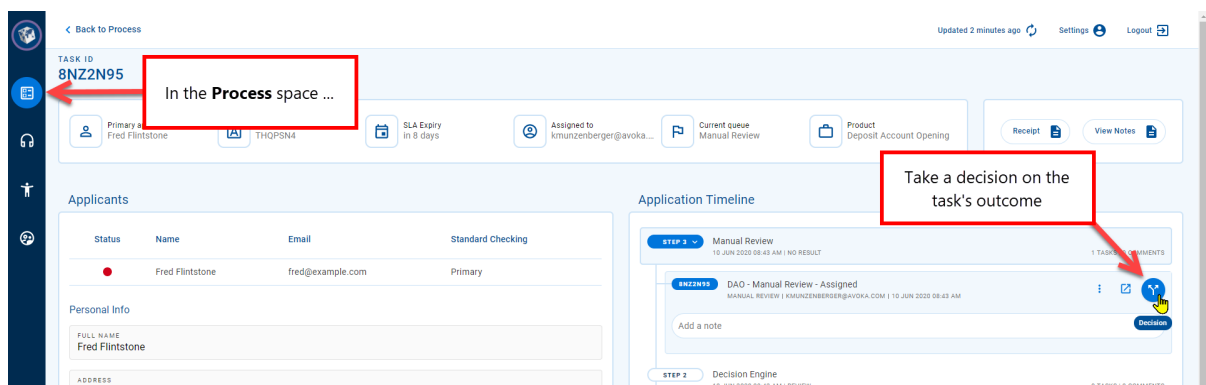 Back to Process
Updated 2 minutes ago
Settings
Logout
TASK ID
8NZ2N95
In the Process space ...
Primary
Fred Flintstone
THQPSN4
SLA Expiry
in 8 days
Assigned to
kmunzenberger@avoka....
Current queue
Manual Review
Product
Deposit Account Opening
Receipt
View Notes
Take a decision on the
task's outcome
Applicants
Status Name Email Standard Checking
Fred Flintstone fred@example.com Primary
Personal Info
FULL NAME
Fred Flintstone
ADDRESS
Application Timeline
STEP 3 Manual Review
10 JUN 2020 08:43 AM | NO RESULT
1 TASKS COMMENTS
8NZ2N95 DAO - Manual Review - Assigned
MANUAL REVIEW | KMUNZENBERGER@AVOKA.COM | 10 JUN 2020 08:43 AM
Decision
Add a note
STEP 2 Decision Engine